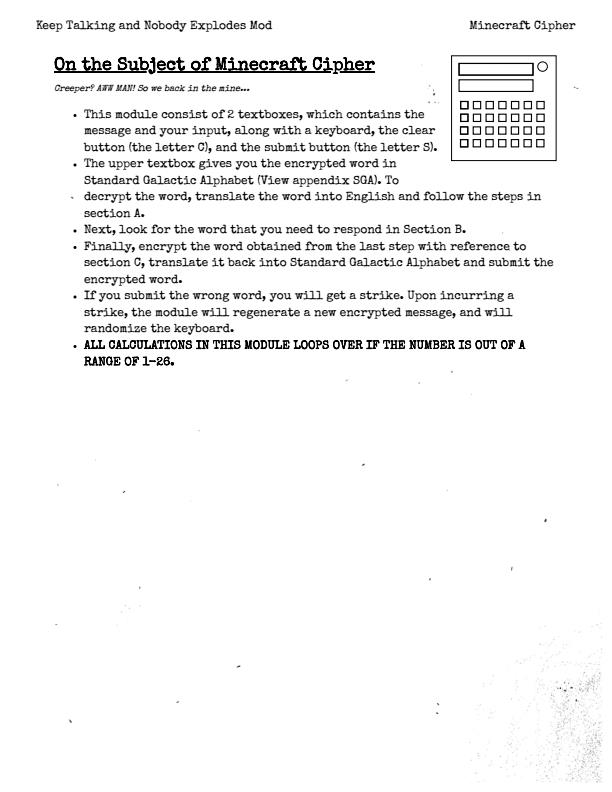 Keep Talking and Nobody Explodes Mod Minecraft Cipher
On the Subject of Minecraft Cipher
Creeper? AWW MAN! So we back in the mine...
• This module consist of 2 textboxes, which contains the
message and your input, along with a keyboard, the clear
button (the letter C), and the submit button (the letter S).
• The upper textbox gives you the encrypted word in
Standard Galactic Alphabet (View appendix SGA). To
decrypt the word, translate the word into English and follow the steps in
section A.
• Next, look for the word that you need to respond in Section B.
• Finally, encrypt the word obtained from the last step with reference to
section C, translate it back into Standard Galactic Alphabet and submit the
encrypted word.
• If you submit the wrong word, you will get a strike. Upon incurring a
strike, the module will regenerate a new encrypted message, and will
randomize the keyboard.
• ALL CALCULATIONS IN THIS MODULE LOOPS OVER IF THE NUMBER IS OUT OF A
RANGE OF 1-26.